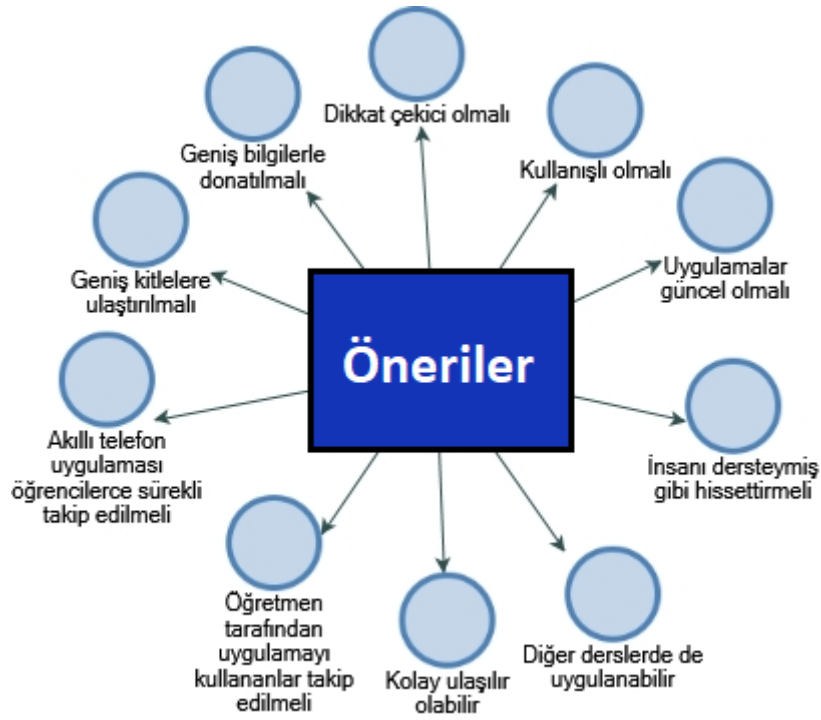 Dikkat çekici olmalı
Geniş bilgilerle
donatılmalı
Kullanışlı olmalı
Geniş kitlelere
ulaştırılmalı
Uygulamalar
güncel olmalı
Öneriler
Akıllı telefon
uygulaması
öğrencilerce sürekli
takip edilmeli
İnsanı dersteymiş
gibi hissettirmeli
Öğretmen
tarafından
uygulamayı
kullananlar takip
edilmeli
Kolay ulaşılır
olabilir
Diğer derslerde de
uygulanabilir